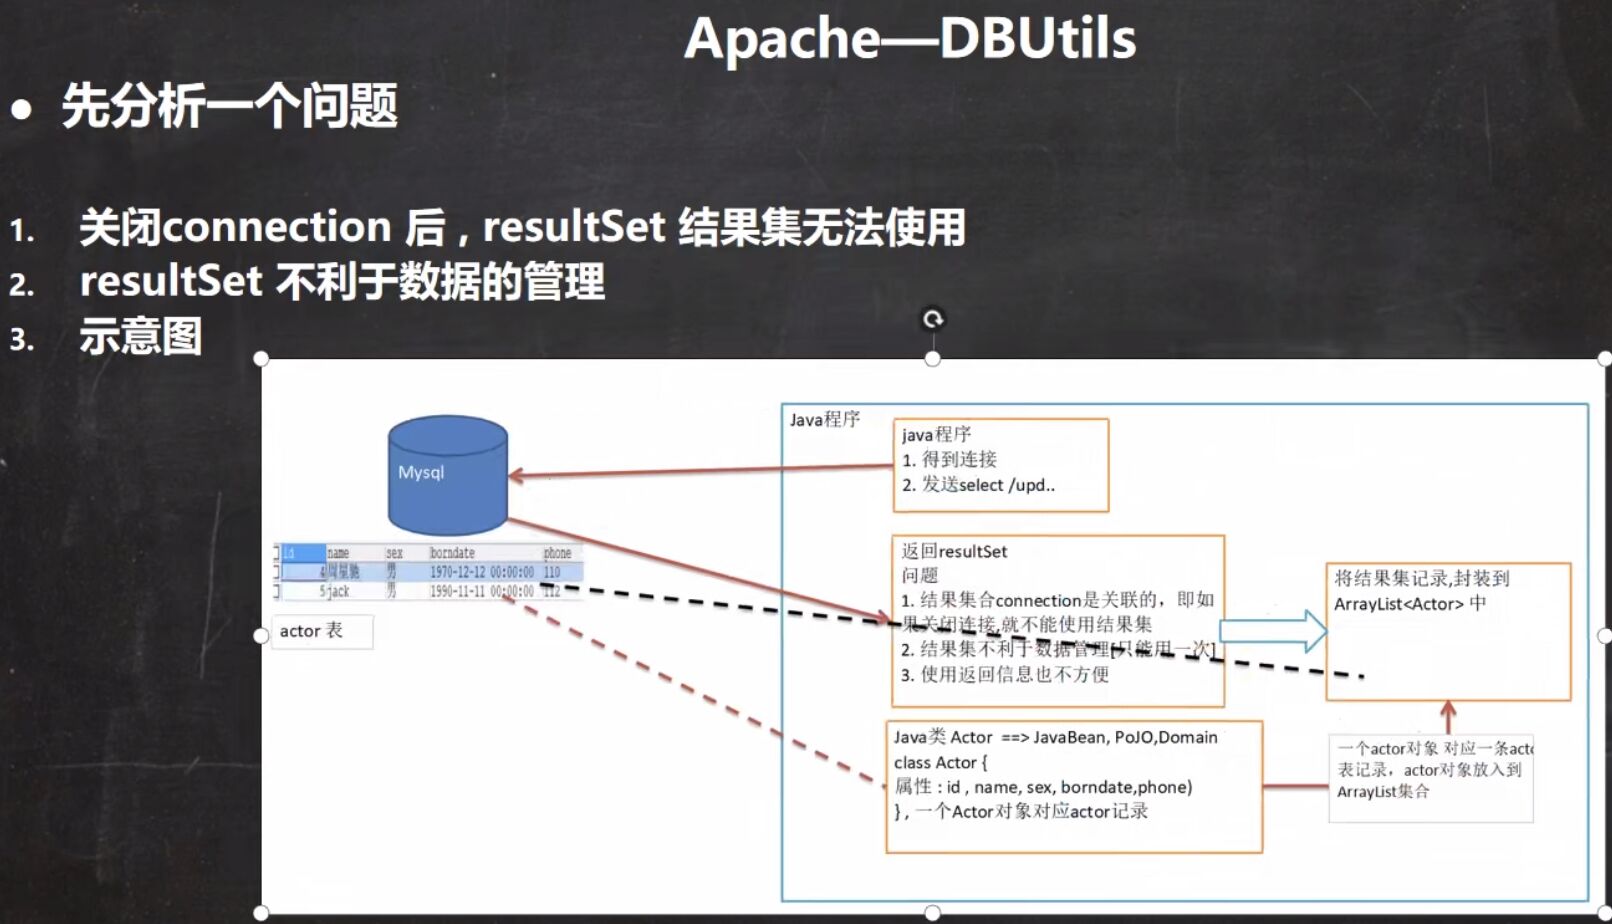 Apache—DBUtils
● 先分析一个问题
1. 关闭connection 后 , resultSet 结果集无法使用
2. resultSet 不利于数据的管理
3. 示意图
Mysql
id name sex borndate phone
4 周星驰 男 1970-12-12 00:00:00 110
5 jack 男 1990-11-11 00:00:00 112
actor 表
Java程序
java程序
1. 得到连接
2. 发送select /upd..
返回resultSet
问题
1. 结果集合connection是关联的，即如
果关闭连接,就不能使用结果集
2. 结果集不利于数据管理[只能用一次]
3. 使用返回信息也不方便
将结果集记录,封装到
ArrayList<Actor> 中
Java类 Actor ==> JavaBean, PoJO,Domain
class Actor {
属性 : id , name, sex, borndate,phone)
} , 一个Actor对象对应actor记录
一个actor对象 对应一条acto
表记录，actor对象放入到
ArrayList集合